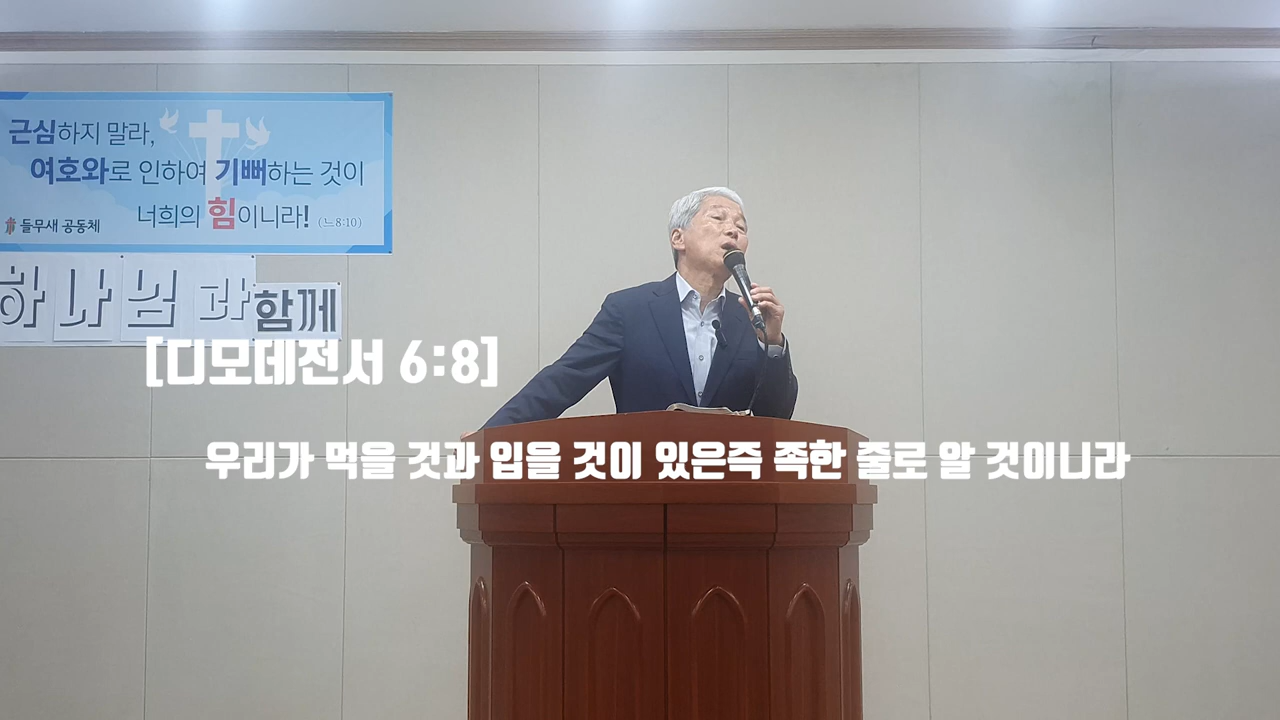 근심하지 말라,
여호와로 인하여 기뻐하는 것이
너희의 힘이니라! (느8:10)
들무새 공동체
하나님과함께
[디모데전서 6:8]
우리가 먹을 것과 입을 것이 있은즉 족한 줄로 알 것이니라